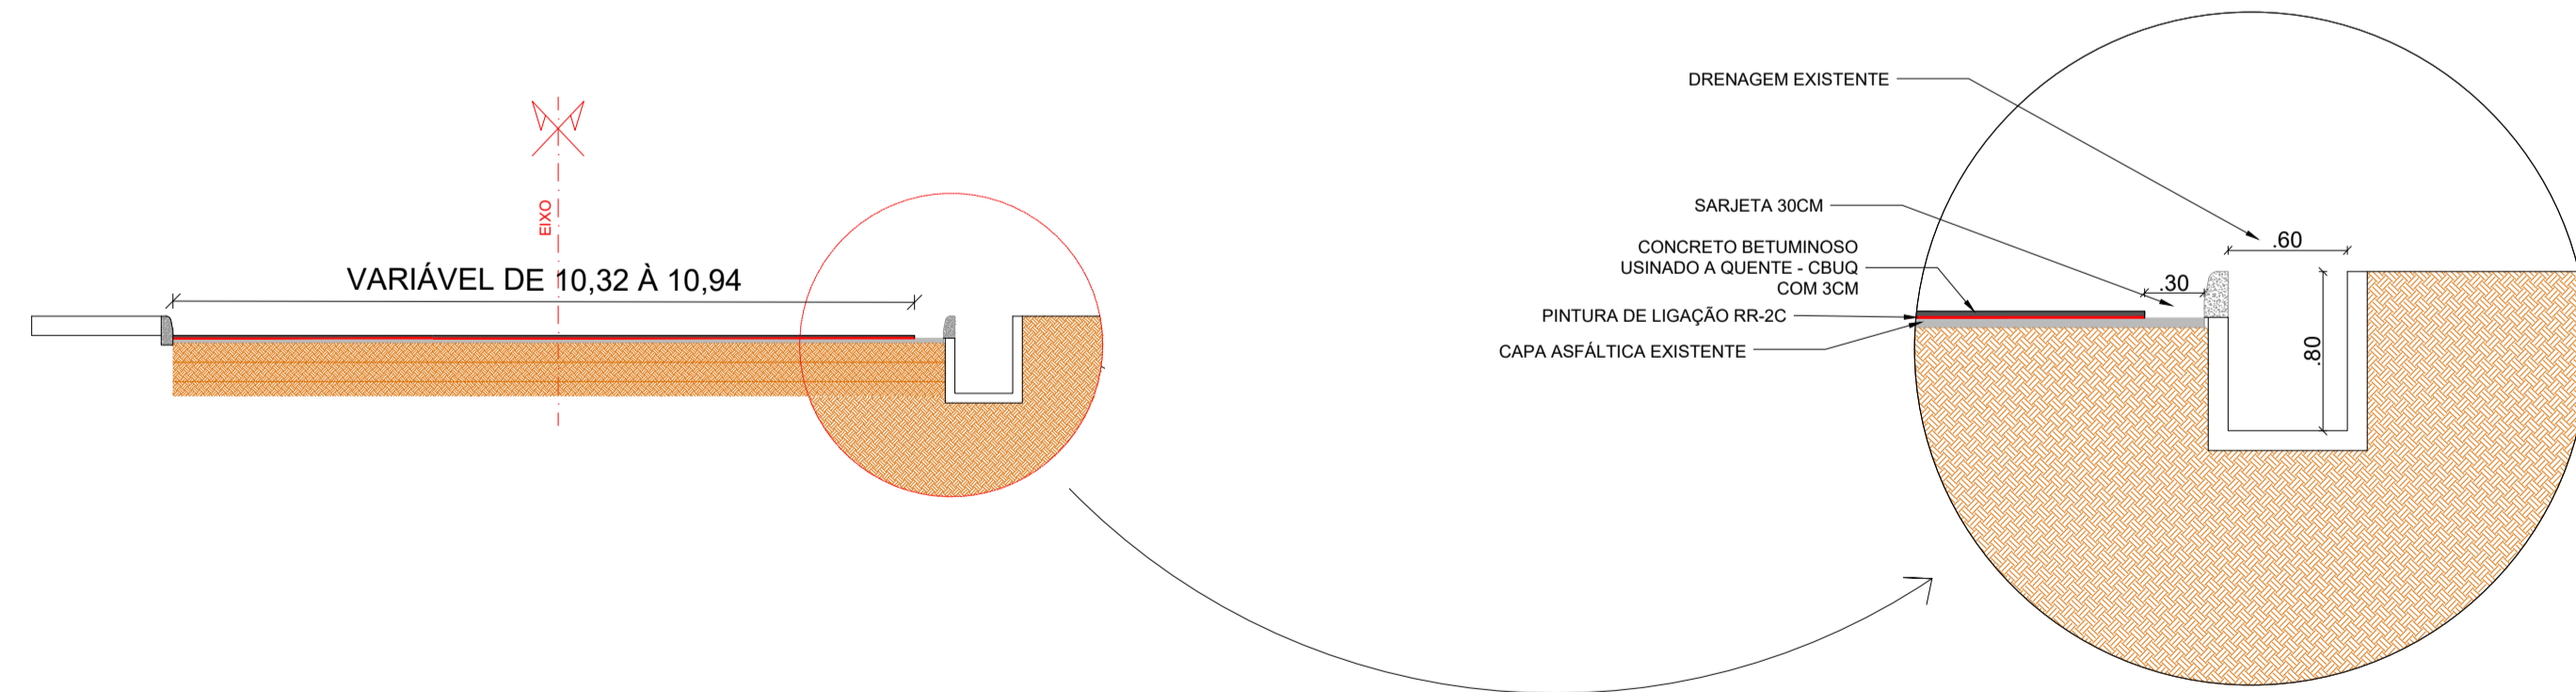 EIXO
VARIÁVEL DE 10,32 À 10,94
DRENAGEM EXISTENTE
SARJETA 30CM
CONCRETO BETUMINOSO
USINADO A QUENTE - CBUQ
COM 3CM
PINTURA DE LIGAÇÃO RR-2C
CAPA ASFÁLTICA EXISTENTE
.60
.30
.80